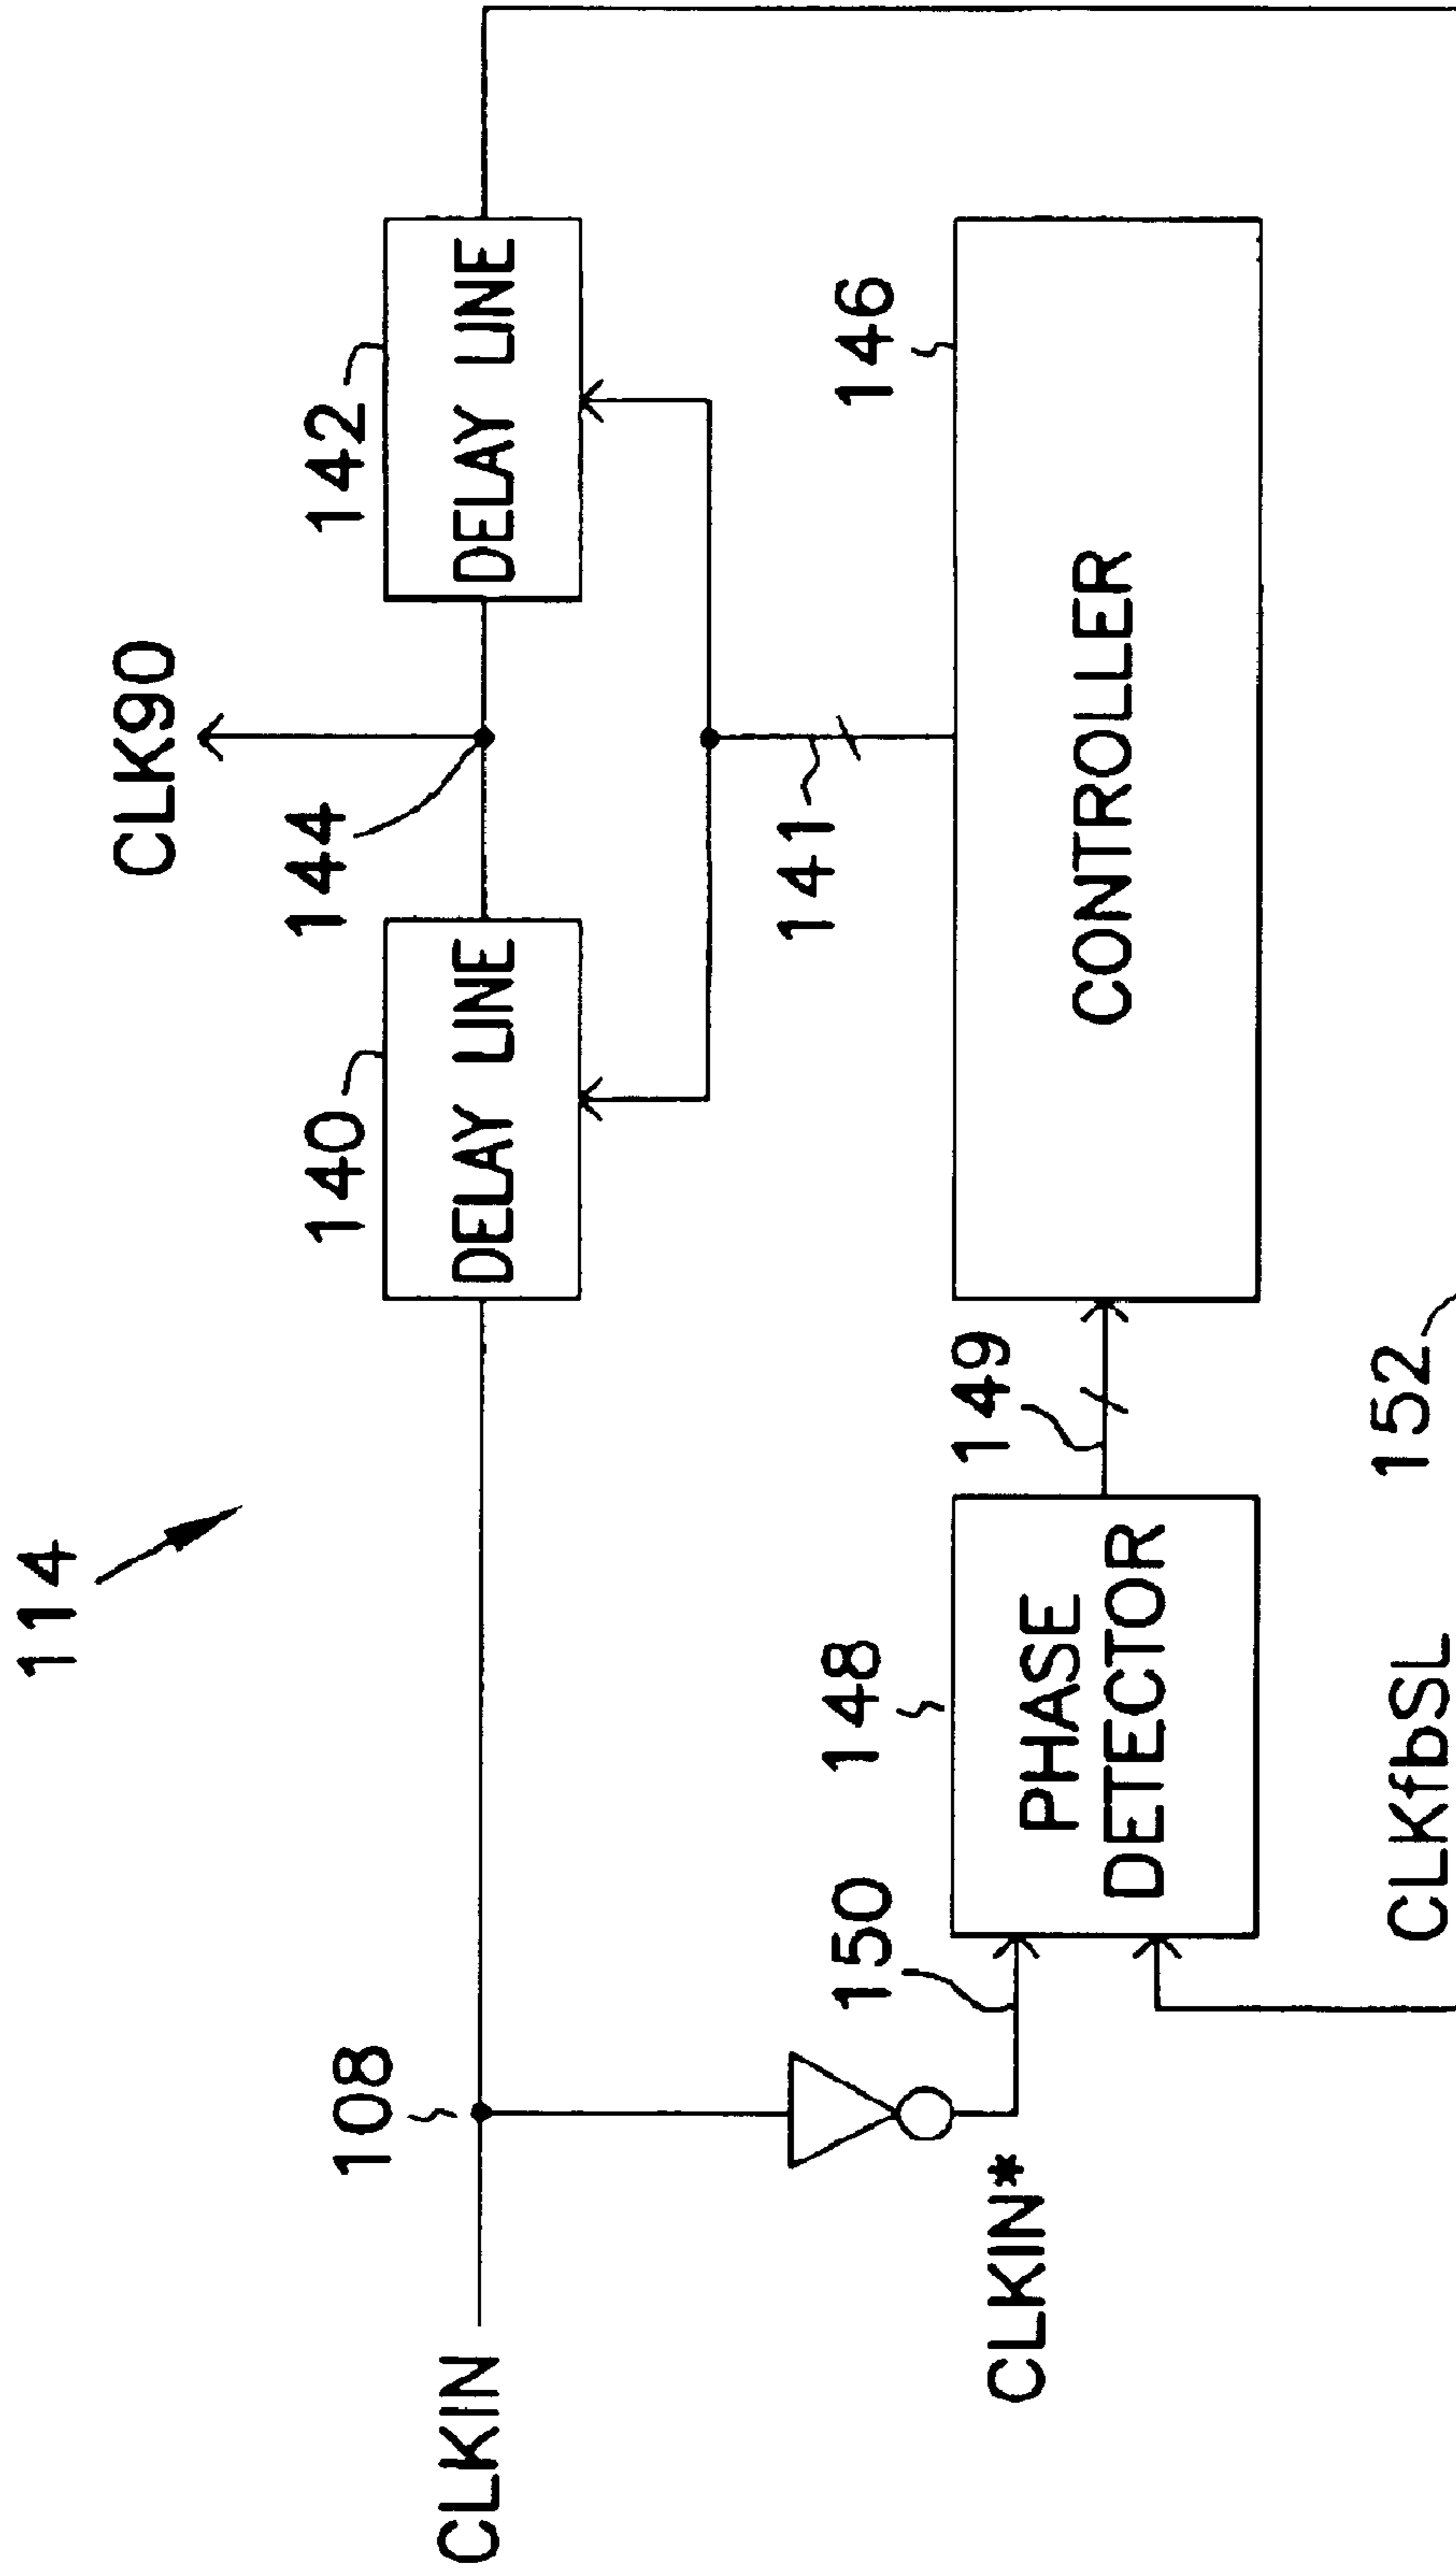 114
CLK90
CLKIN
108
140
DELAY LINE
144
142
DELAY LINE
141
CLKIN*
150
148
PHASE
DETECTOR
149
146
CONTROLLER
CLKfbSL
152